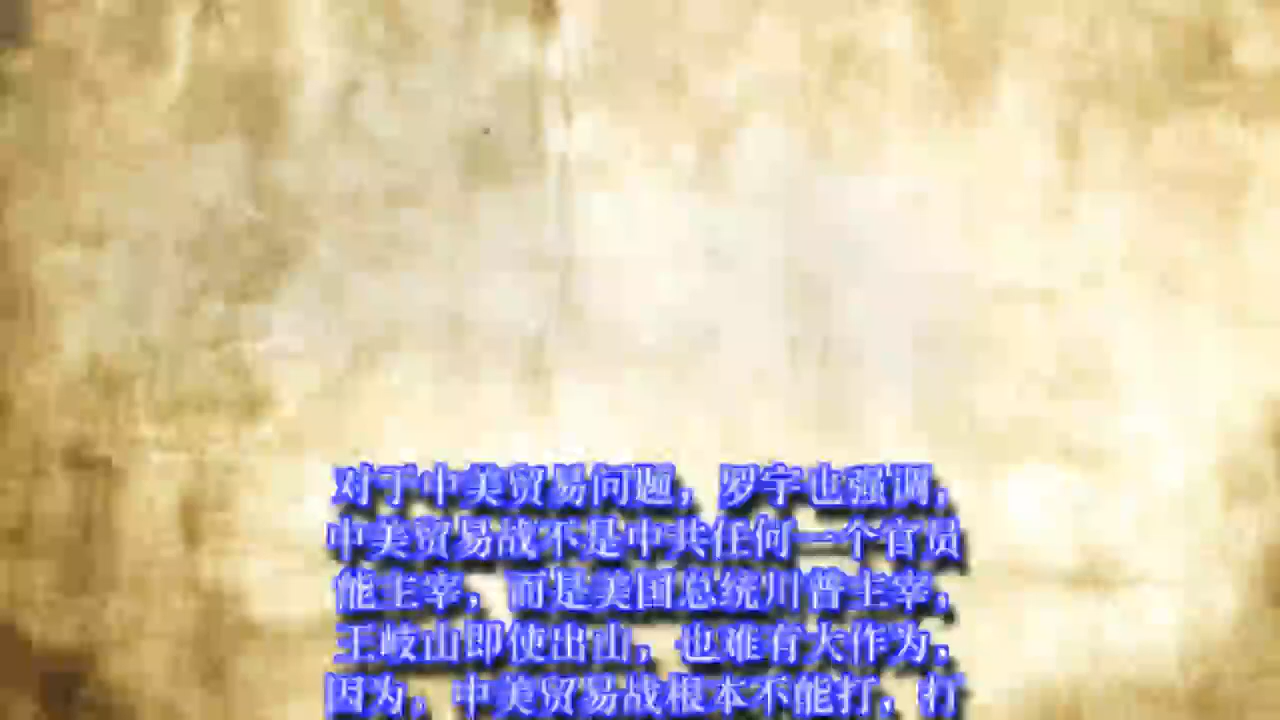 对于中美贸易问题，罗宇也强调，
中美贸易战不是中共任何一个官员
能主宰，而是美国总统川普主宰，
王岐山即使出山，也难有大作为，
因为，中美贸易战根本不能打，打